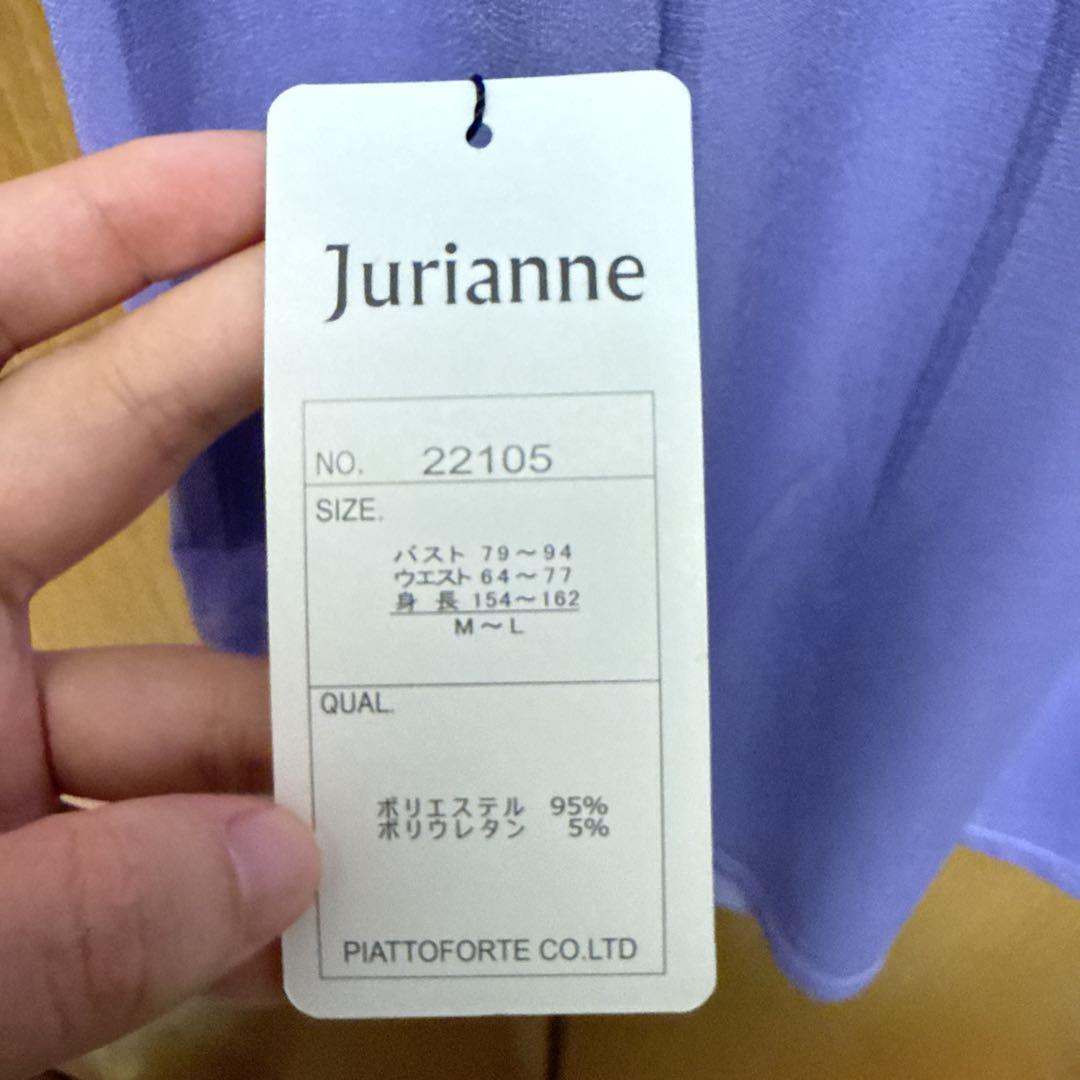 Jurianne
NO. 22105
SIZE.
バスト 79～94
ウエスト 64～77
身 長 154～162
M～L
QUAL.
ポリエステル 95%
ポリウレタン 5%
PIATTOFORTE CO.LTD